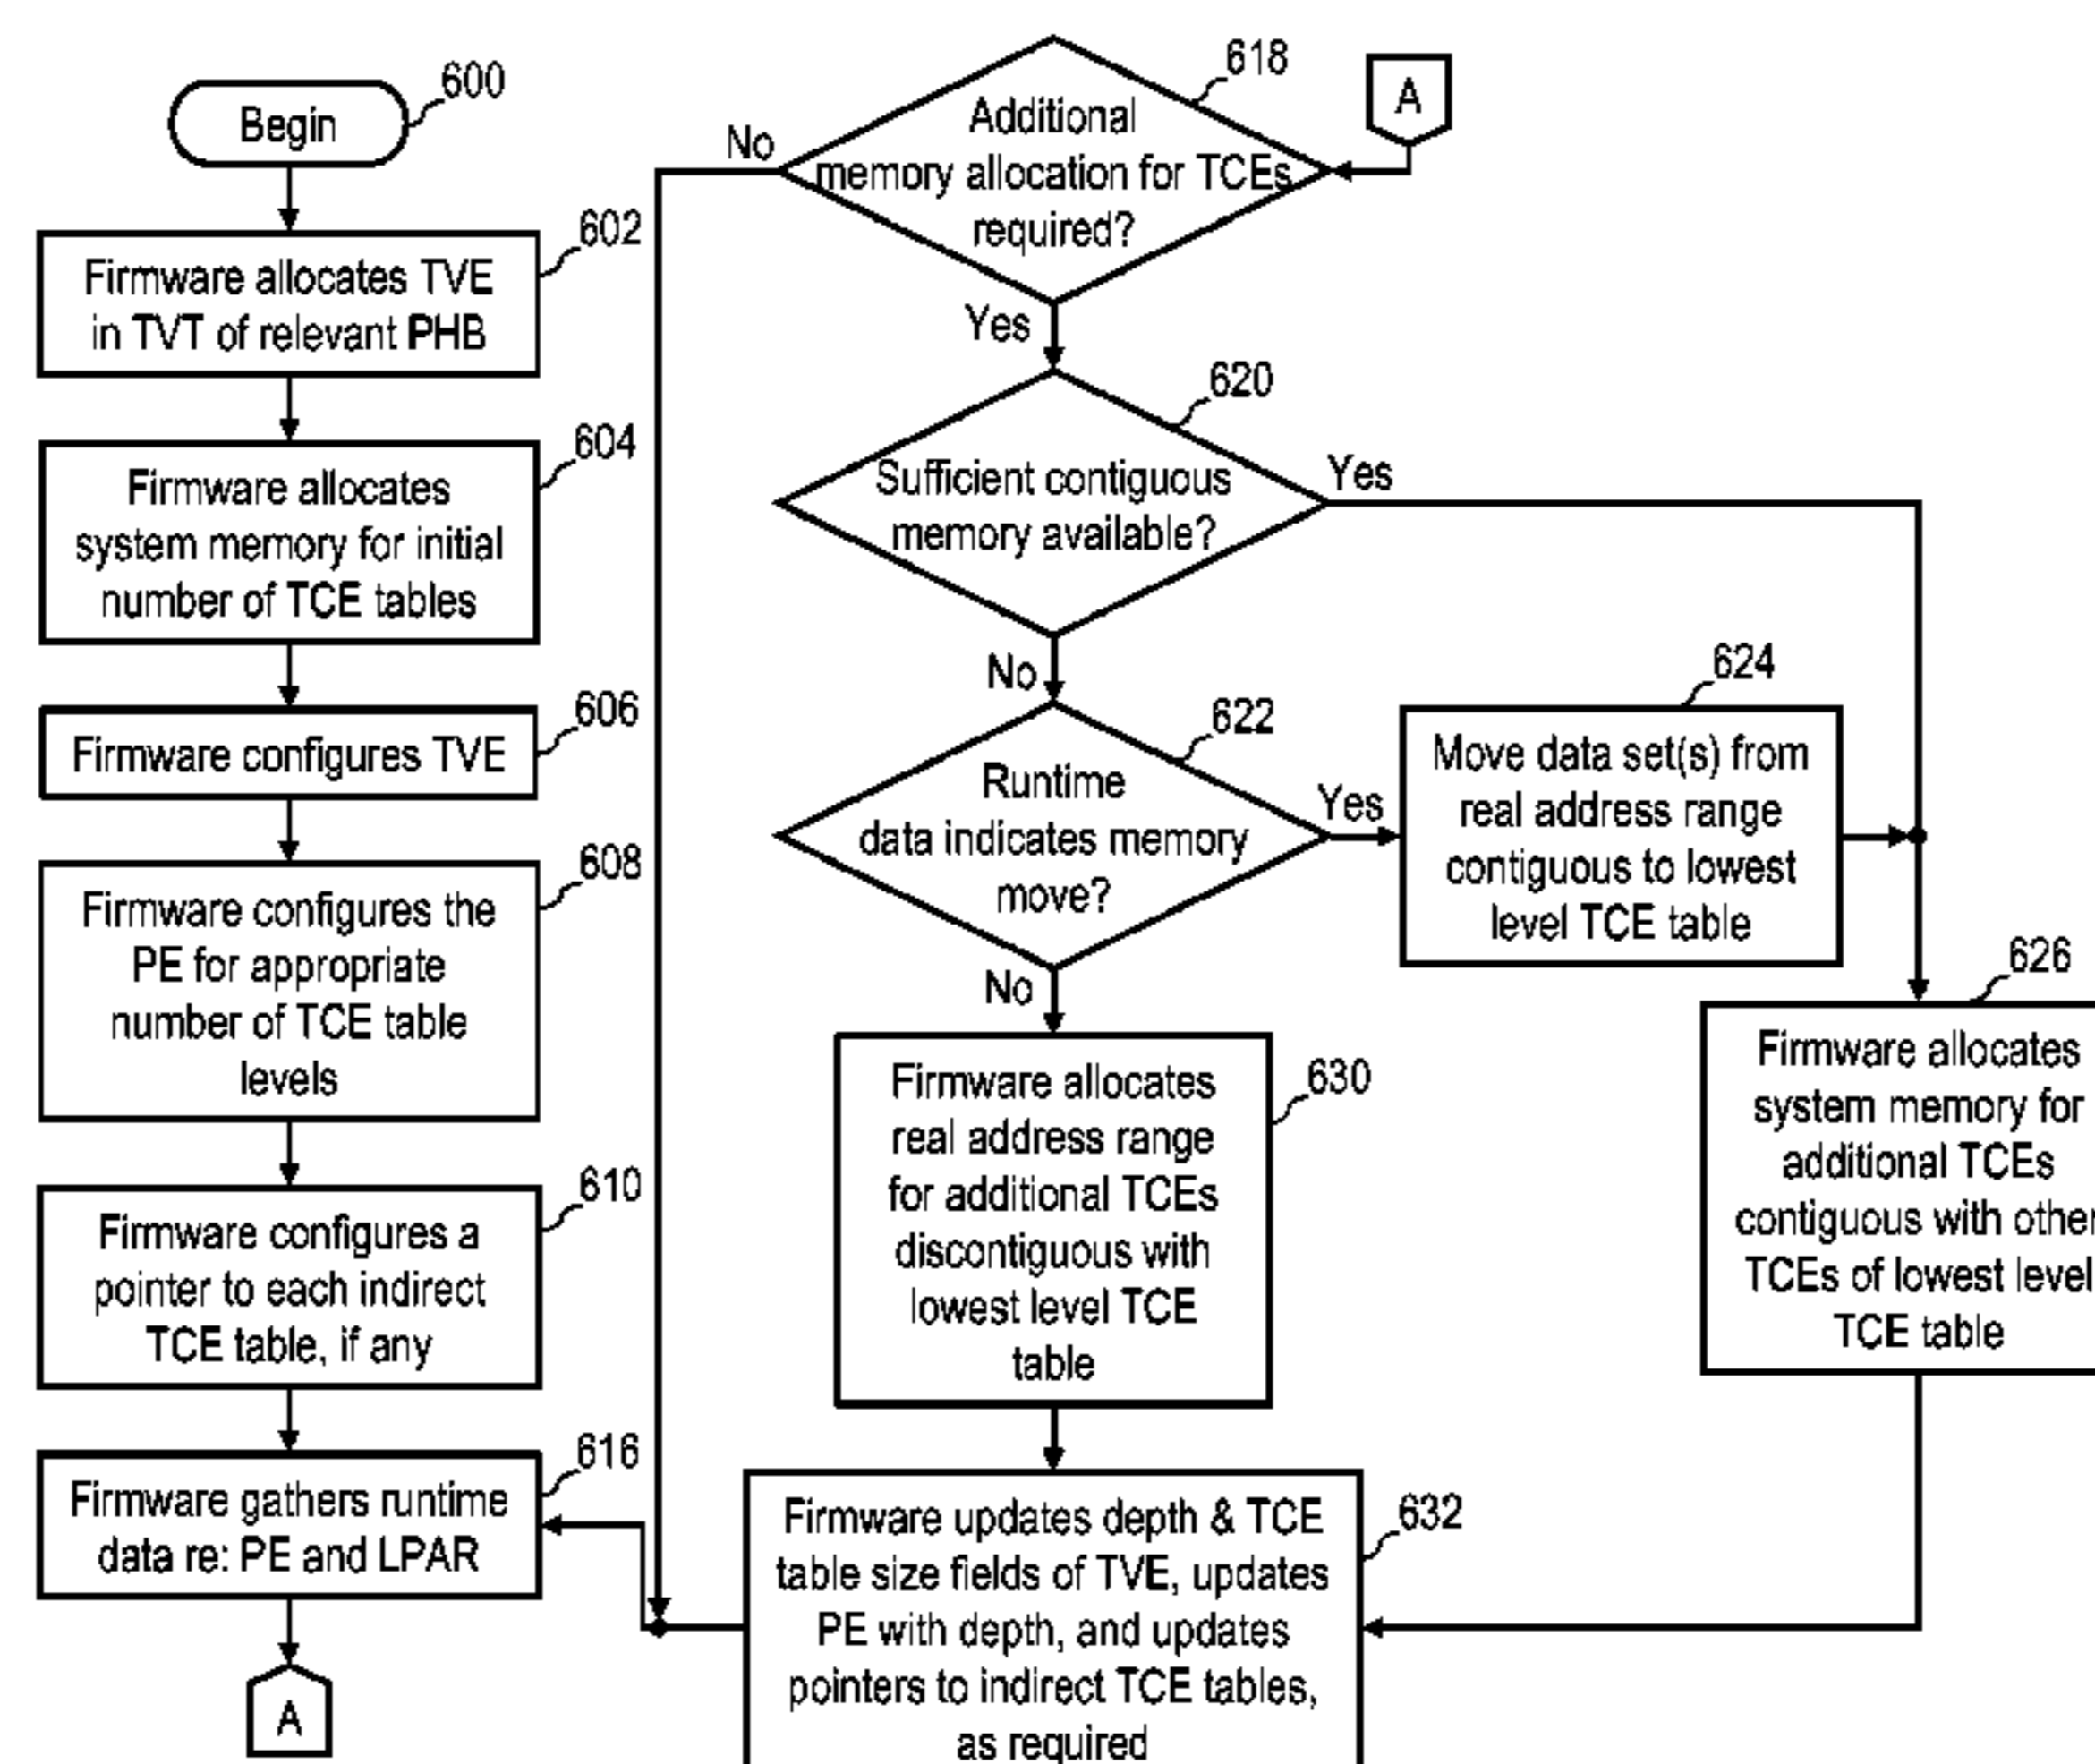 Begin
600
Firmware allocates TVE
in TVT of relevant PHB
602
Firmware allocates
system memory for initial
number of TCE tables
604
Firmware configures TVE
606
Firmware configures the
PE for appropriate
number of TCE table
levels
608
Firmware configures a
pointer to each indirect
TCE table, if any
610
Firmware gathers runtime
data re: PE and LPAR
616
A
A
618
Additional
memory allocation for TCEs
required?
No
Yes
620
Sufficient contiguous
memory available?
Yes
No
622
Runtime
data indicates memory
move?
Yes
No
624
Move data set(s) from
real address range
contiguous to lowest
level TCE table
626
Firmware allocates
system memory for
additional TCEs
contiguous with other
TCEs of lowest level
TCE table
630
Firmware allocates
real address range
for additional TCEs
discontiguous with
lowest level TCE
table
632
Firmware updates depth & TCE
table size fields of TVE, updates
PE with depth, and updates
pointers to indirect TCE tables,
as required